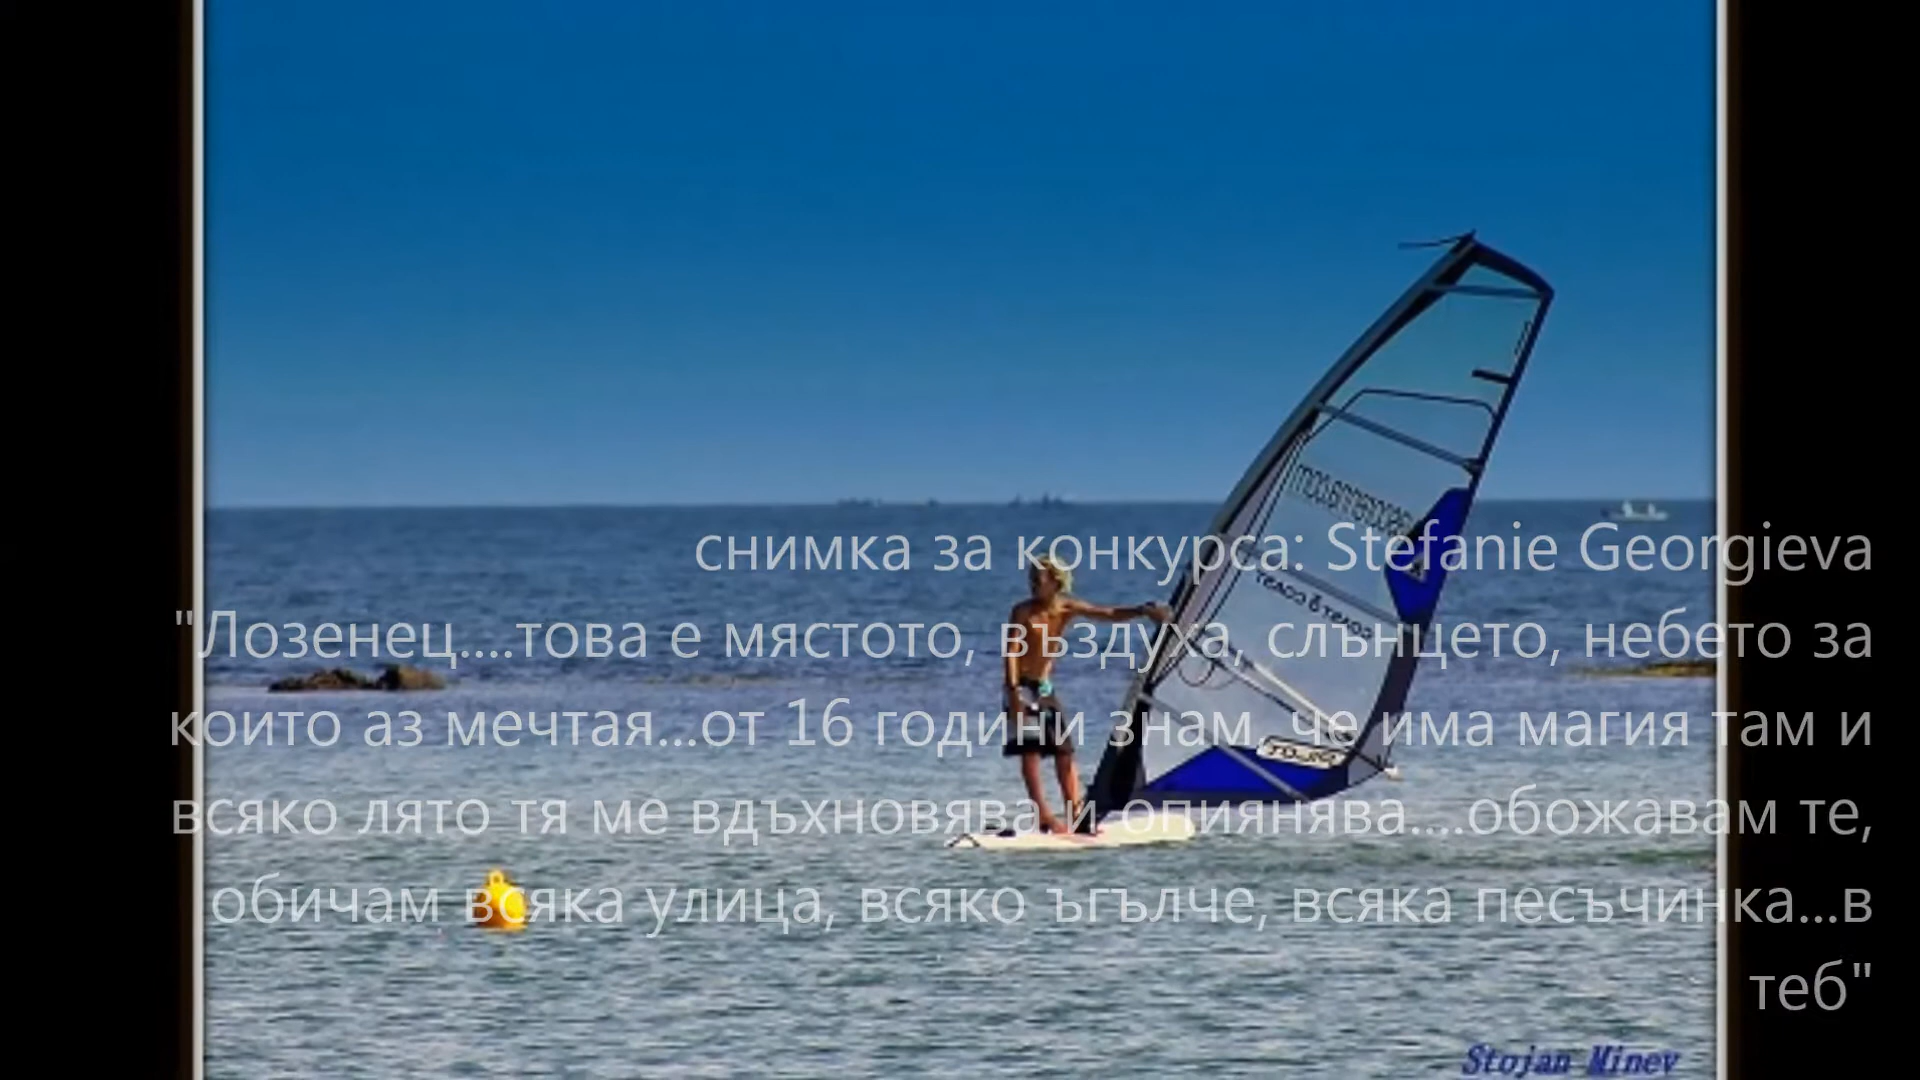 снимка за конкурса: Stefanie Georgieva
"Лозенец....това е мястото, въздуха, слънцето, небето за
които аз мечтая...от 16 години знам, че има магия там и
всяко лято тя ме вдъхновява и опиянява....обожавам те,
обичам всяка улица, всяко ъгълче, всяка песъчинка...в
теб"
Stojan Minev